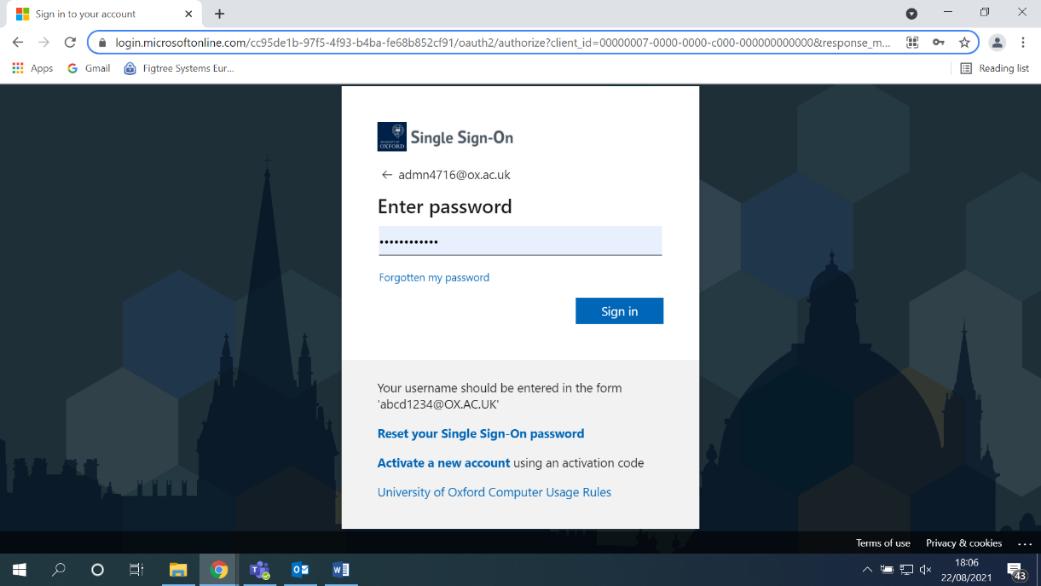 Sign in to your account
login.microsoftonline.com/cc95de1b-97f5-4f93-b4ba-fe68b852cf91/oauth2/authorize?client_id=00000007-0000-0000-c000-000000000000&response_m...
Apps Gmail Figtree Systems Eur... Reading list
UNIVERSITY OF
OXFORD
Single Sign-On
← admn4716@ox.ac.uk
Enter password
••••••••••••
Forgotten my password
Sign in
Your username should be entered in the form
'abcd1234@OX.AC.UK'
Reset your Single Sign-On password
Activate a new account using an activation code
University of Oxford Computer Usage Rules
Terms of use Privacy & cookies ...
18:06
22/08/2021
43